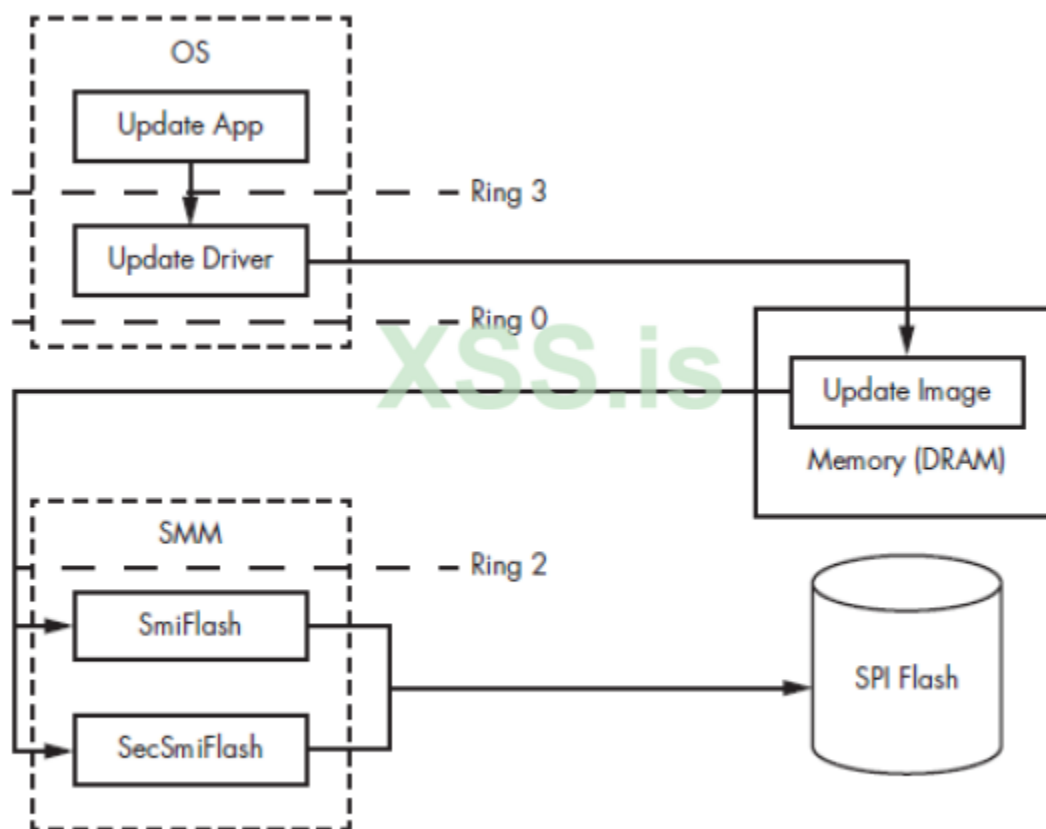 OS
Update App
Ring 3
Update Driver
Ring 0
XSS.is
Update Image
Memory (DRAM)
SMM
Ring 2
SmiFlash
SPI Flash
SecSmiFlash